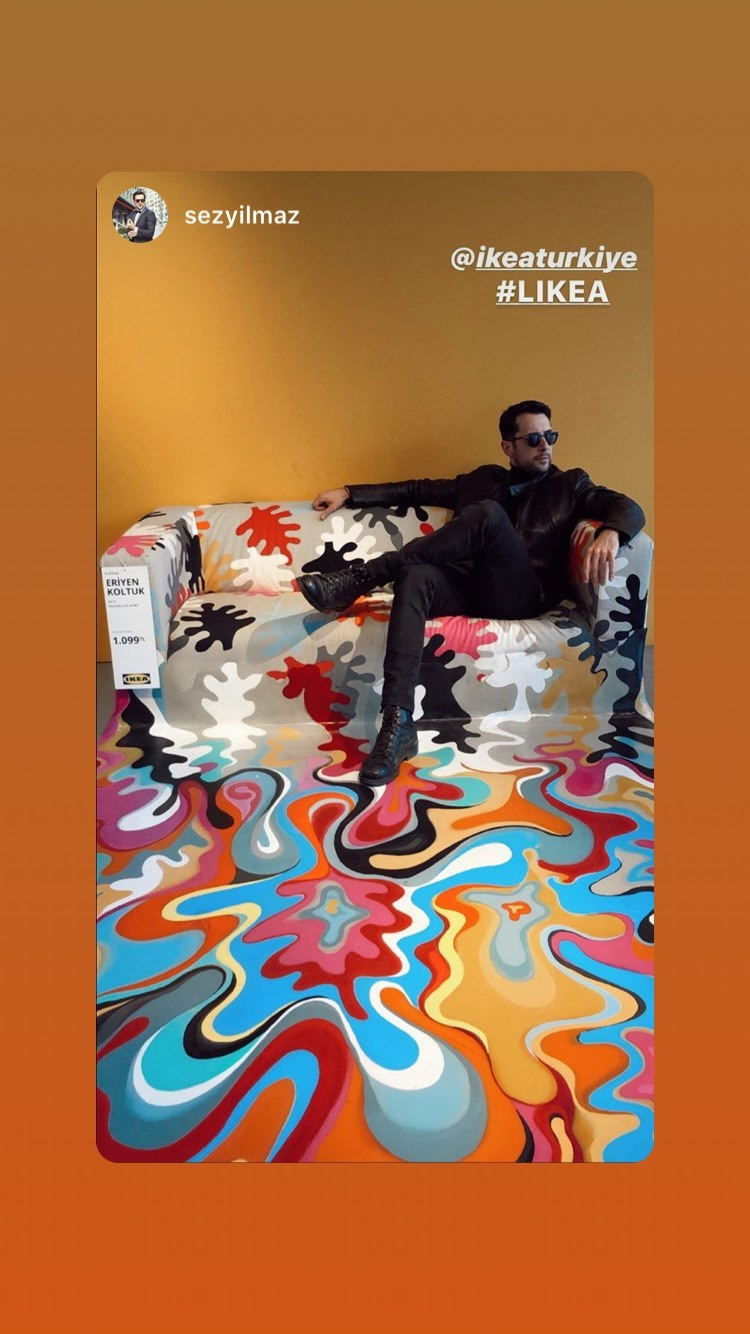 sezyilmaz
@ikeaturkiye
#LIKEA
ERİYEN
KOLTUK
1.099TL
IKEA